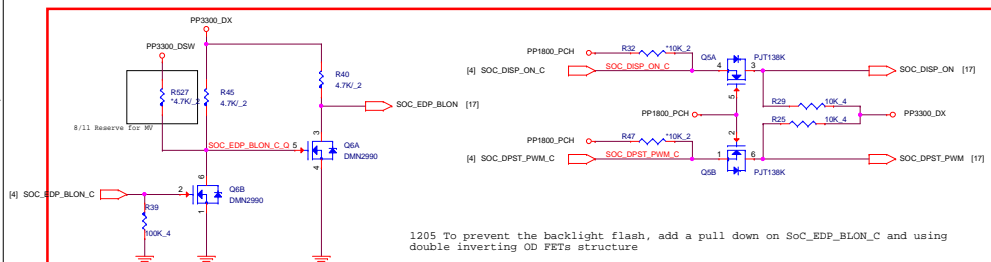 PP3300_DX
PP3300_DSW
R527
*4.7K/_2
R45
4.7K/_2
R40
4.7K/_2
8/11 Reserve for MV
SOC_EDP_BLON [17]
SOC_EDP_BLON_C_Q 5
3
4
Q6A
DMN2990
[4] SOC_EDP_BLON_C
2
6
1
Q6B
DMN2990
R39
100K_4
PP1800_PCH
R32
*10K_2
Q5A
PJT138K
[4] SOC_DISP_ON_C
SOC_DISP_ON_C
4
3
5
SOC_DISP_ON [17]
R29
10K_4
PP1800_PCH
R25
10K_4
PP3300_DX
PP1800_PCH
R47
*10K_2
2
[4] SOC_DPST_PWM_C
SOC_DPST_PWM_C
1
6
SOC_DPST_PWM [17]
Q5B
PJT138K
1205 To prevent the backlight flash, add a pull down on SoC_EDP_BLON_C and using
double inverting OD FETs structure